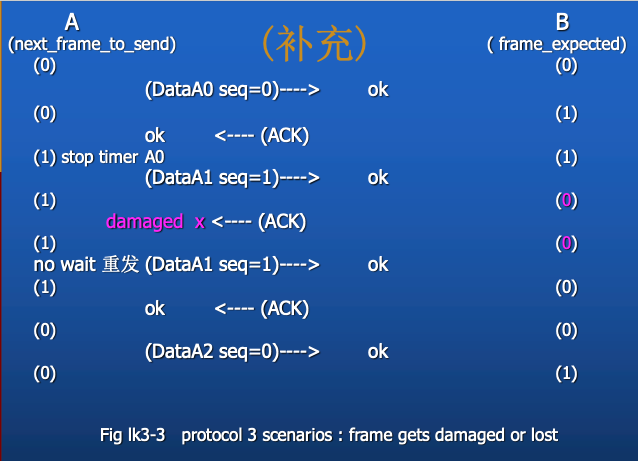 A (补充) B
(next_frame_to_send) ( frame_expected)
(0) (0)
(DataA0 seq=0)----> ok
(0) (1)
ok <---- (ACK)
(1) stop timer A0 (1)
(DataA1 seq=1)----> ok
(1) (0)
damaged x <---- (ACK)
(1) (0)
no wait 重发 (DataA1 seq=1)----> ok
(1) (0)
ok <---- (ACK)
(0) (0)
(DataA2 seq=0)----> ok
(0) (1)
Fig lk3-3 protocol 3 scenarios : frame gets damaged or lost